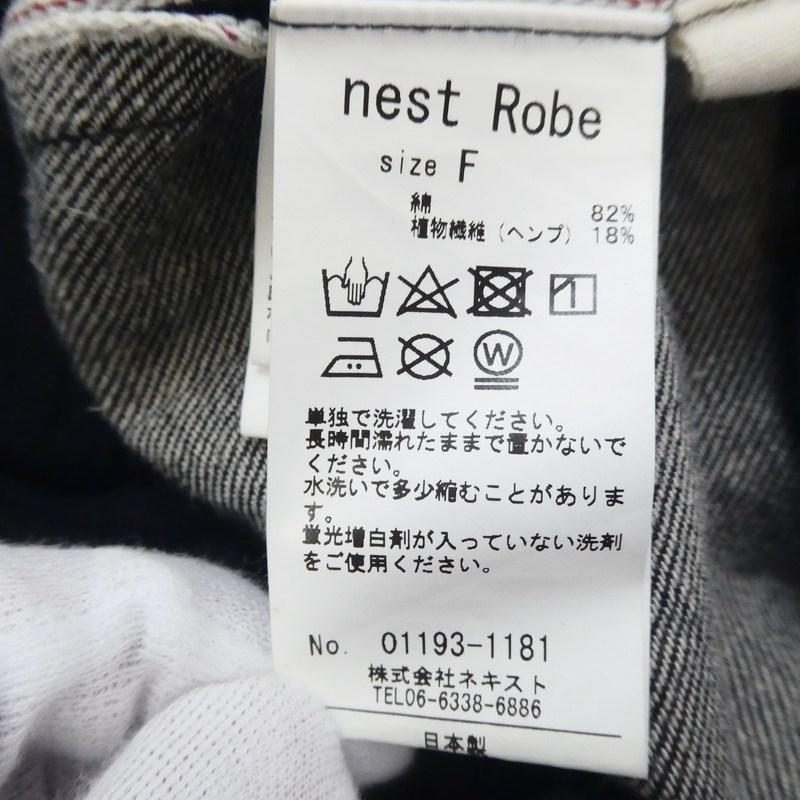 nest Robe
size F
綿 82%
植物繊維（ヘンプ） 18%
W
単独で洗濯してください。
長時間濡れたままで置かないで
ください。
水洗いで多少縮むことがありま
す。
蛍光増白剤が入っていない洗剤
をご使用ください。
No. 01193-1181
株式会社ネキスト
TEL06-6338-6886
日本製